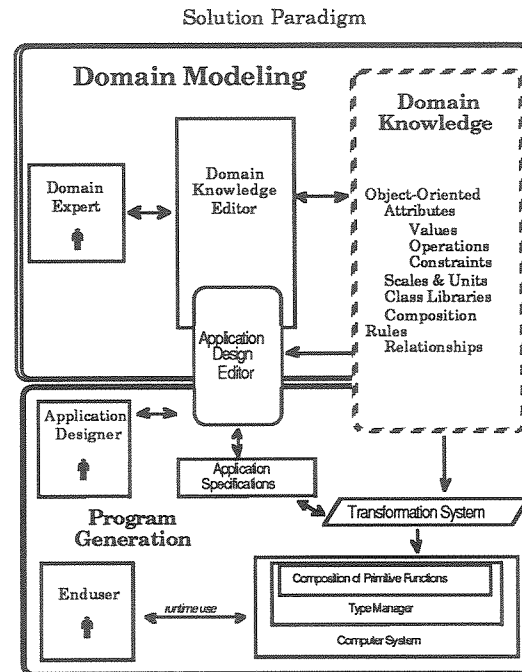 Solution Paradigm
Domain Modeling
Domain
Knowledge
Domain
Expert
Domain
Knowledge
Editor
Object-Oriented
Attributes
Values
Operations
Constraints
Scales & Units
Class Libraries
Composition
Rules
Relationships
Application
Design
Editor
Application
Designer
Application
Specifications
Transformation System
Program
Generation
Composition of Primitive Functions
Type Manager
Computer System
Enduser
runtime use